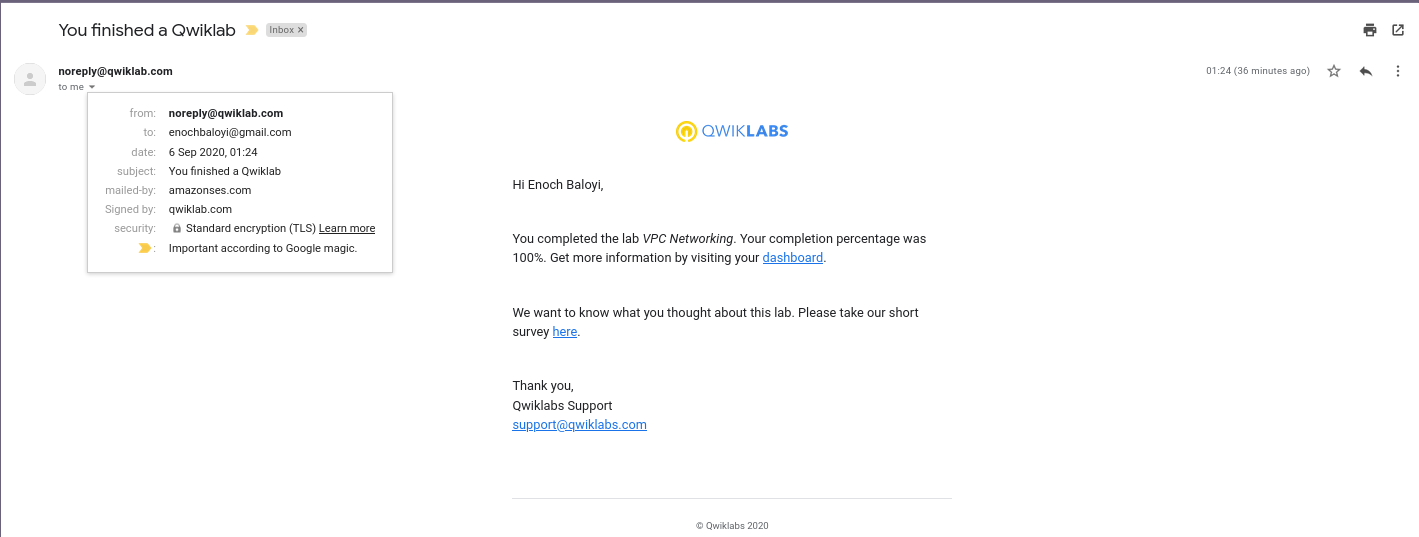 You finished a Qwiklab
Inbox ×
noreply@qwiklab.com
01:24 (36 minutes ago)
to me
from: noreply@qwiklab.com
to: enochbaloyi@gmail.com
date: 6 Sep 2020, 01:24
subject: You finished a Qwiklab
mailed-by: amazonses.com
Signed by: qwiklab.com
security: Standard encryption (TLS) Learn more
: Important according to Google magic.
QWIKLABS
Hi Enoch Baloyi,
You completed the lab VPC Networking. Your completion percentage was
100%. Get more information by visiting your dashboard.
We want to know what you thought about this lab. Please take our short
survey here.
Thank you,
Qwiklabs Support
support@qwiklabs.com
© Qwiklabs 2020